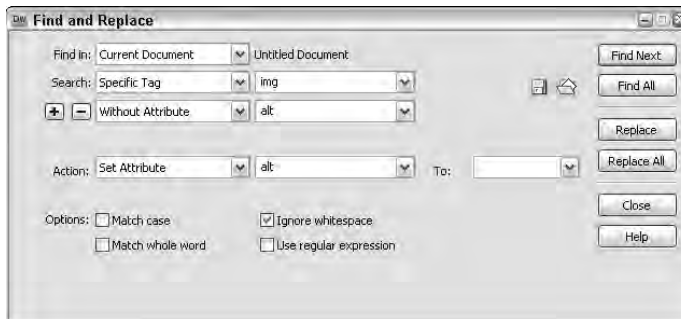 DW Find and Replace
Find in: Current Document Untitled Document
Find Next
Search: Specific Tag img
Find All
+ - Without Attribute alt
Replace
Action: Set Attribute alt To:
Replace All
Close
Options: Match case Ignore whitespace
Help
Match whole word Use regular expression